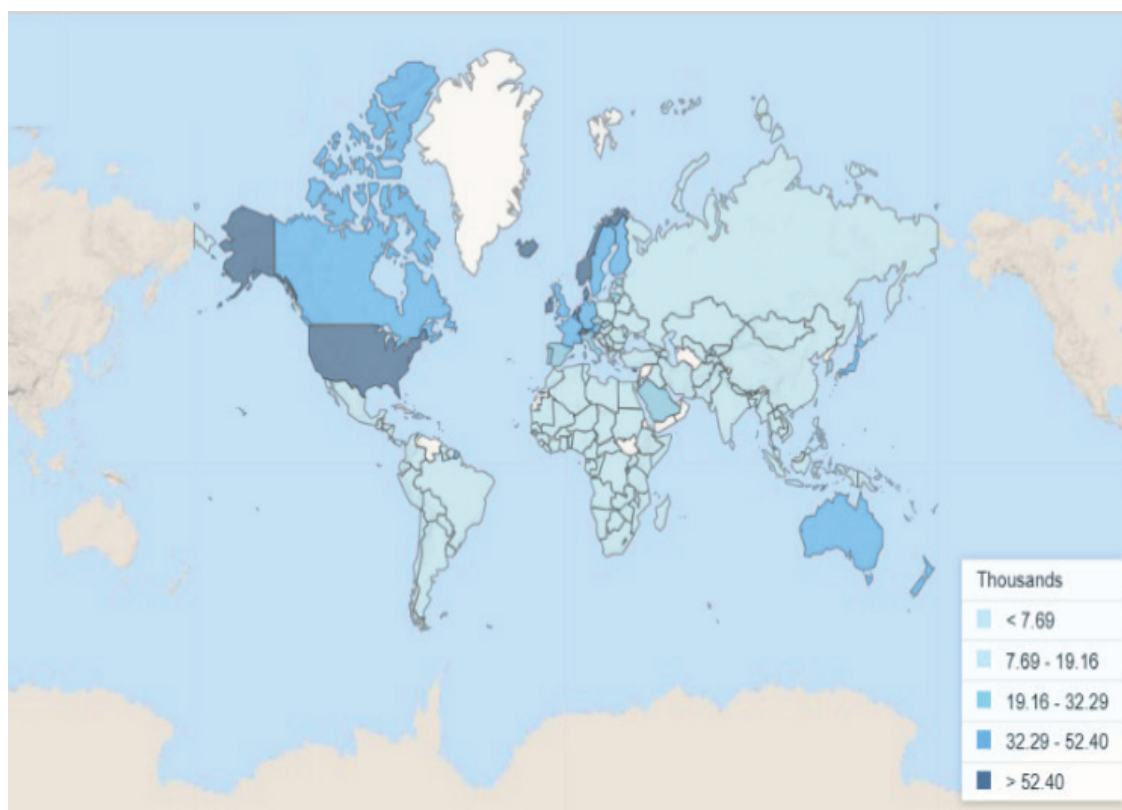 Thousands
< 7.69
7.69 - 19.16
19.16 - 32.29
32.29 - 52.40
> 52.40